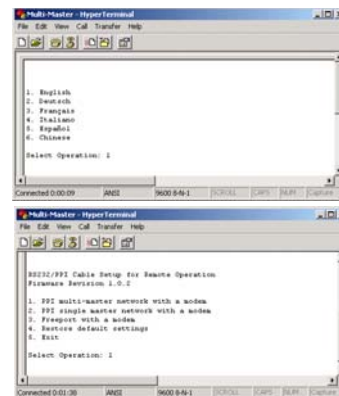 Multi-Master - HyperTerminal
File Edit View Call Transfer Help
1. English
2. Deutsch
3. Français
4. Italiano
5. Español
6. Chinese
Select Operation: 1
Connected 0:00:09 ANSI 9600 8-N-1 SCROLL CAPS NUM Capture
Multi-Master - HyperTerminal
File Edit View Call Transfer Help
RS232/PPI Cable Setup for Remote Operation
Firmware Revision 1.0.2
1. PPI multi-master network with a modem
2. PPI single master network with a modem
3. Freeport with a modem
4. Restore default settings
5. Exit
Select Operation: 1
Connected 0:01:38 ANSI 9600 8-N-1 SCROLL CAPS NUM Capture